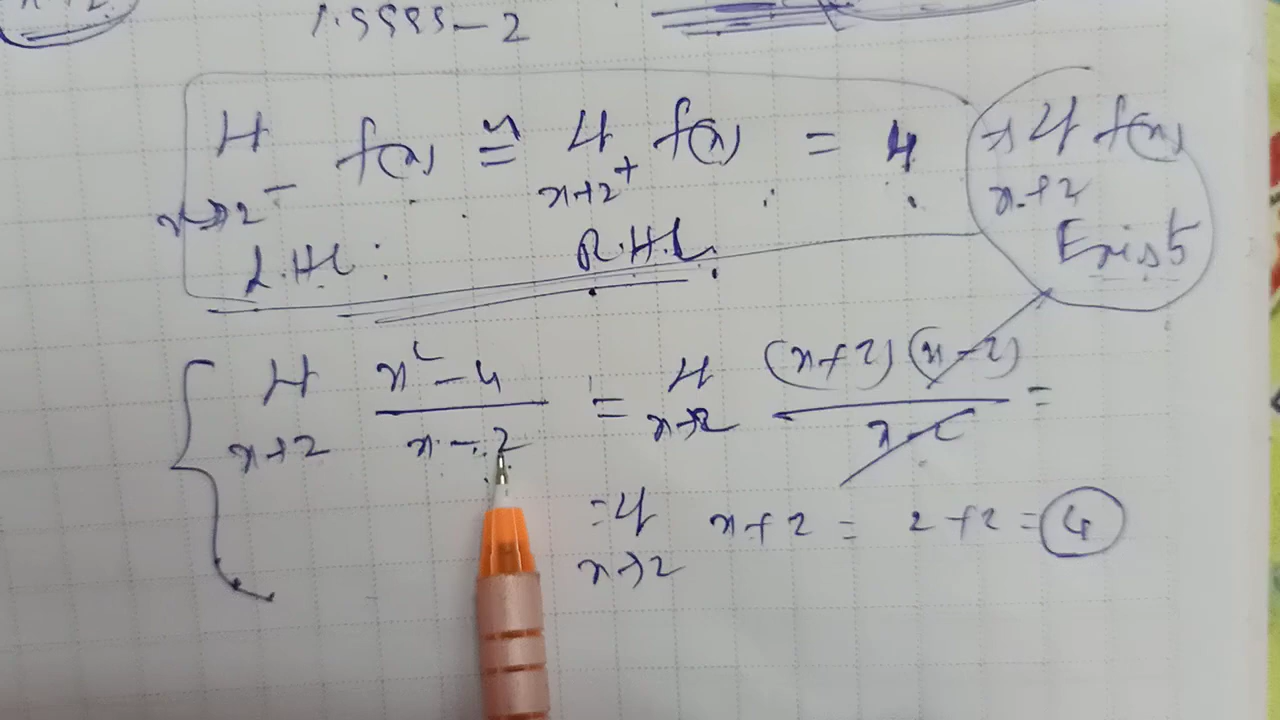 1.9999-2
Lt f(x) ≅ Lt f(x) = 4 → Lt f(x)
x→2⁻ x→2⁺ x→2
L.H.L R.H.L Exists
Lt x²-4 = Lt (x+2)(x-2) =
x→2 x-2 x→2 x-2
= Lt x+2 = 2+2 = 4
x→2